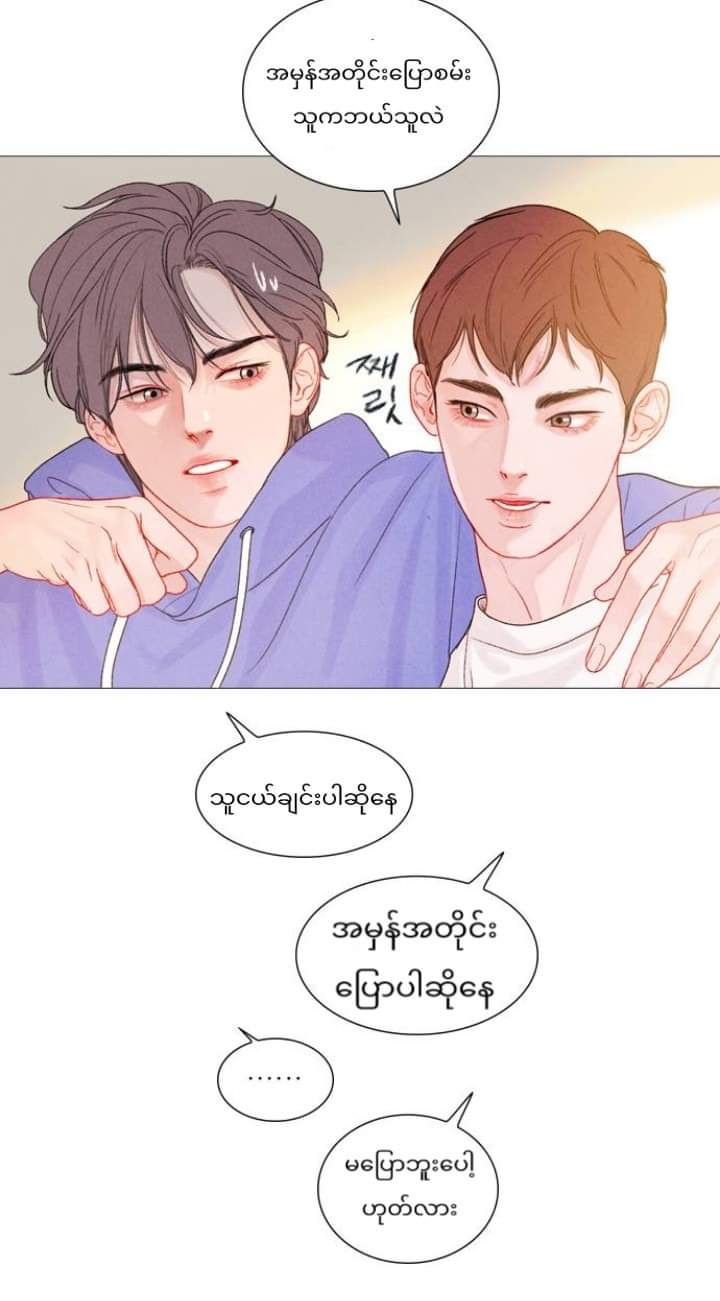 အမှန်အတိုင်းပြောစမ်း
သူကဘယ်သူလဲ
째
릿
သူငယ်ချင်းပါဆိုနေ
အမှန်အတိုင်း
ပြောပါဆိုနေ
......
မပြောဘူးပေါ့
ဟုတ်လား